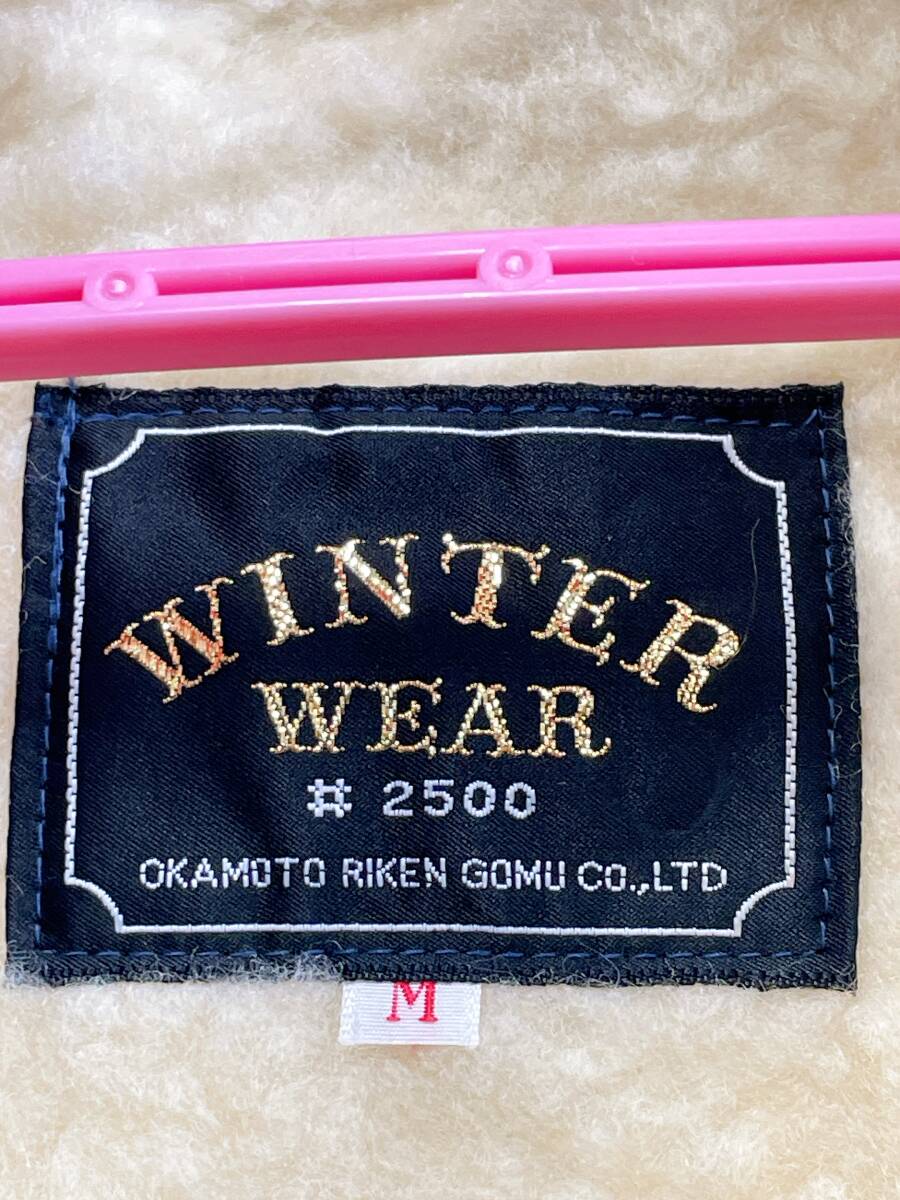 WINTER
WEAR
# 2500
OKAMOTO RIKEN GOMU CO.,LTD
M